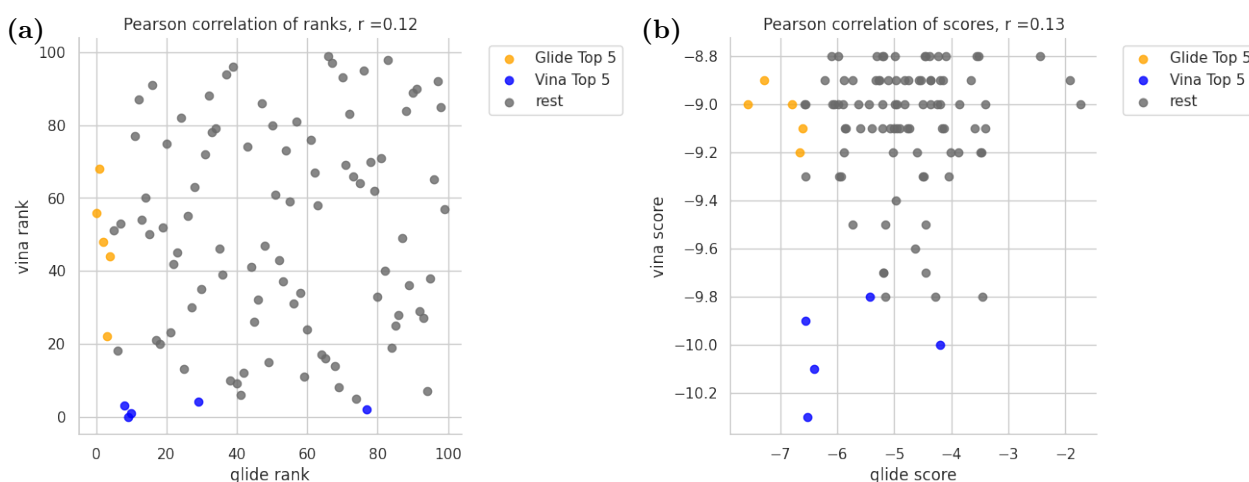 (a)
Pearson correlation of ranks, r =0.12
100
80
60
40
20
0
vina rank
0 20 40 60 80 100
glide rank
Glide Top 5
Vina Top 5
rest
(b)
Pearson correlation of scores, r =0.13
−8.8
−9.0
−9.2
−9.4
−9.6
−9.8
−10.0
−10.2
vina score
−7 −6 −5 −4 −3 −2
glide score
Glide Top 5
Vina Top 5
rest